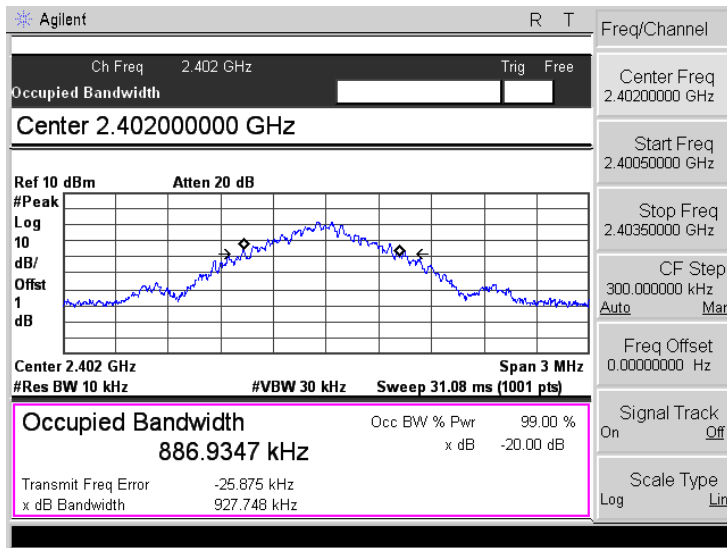 Agilent R T
Ch Freq 2.402 GHz Trig Free
Occupied Bandwidth
Center 2.402000000 GHz
Ref 10 dBm Atten 20 dB
#Peak
Log
10
dB/
Offst
1
dB
Center 2.402 GHz Span 3 MHz
#Res BW 10 kHz #VBW 30 kHz Sweep 31.08 ms (1001 pts)
Occupied Bandwidth Occ BW % Pwr 99.00 %
886.9347 kHz x dB -20.00 dB
Transmit Freq Error -25.875 kHz
x dB Bandwidth 927.748 kHz
Freq/Channel
Center Freq
2.40200000 GHz
Start Freq
2.40050000 GHz
Stop Freq
2.40350000 GHz
CF Step
300.000000 kHz
Auto Man
Freq Offset
0.00000000 Hz
Signal Track
On Off
Scale Type
Log Lin